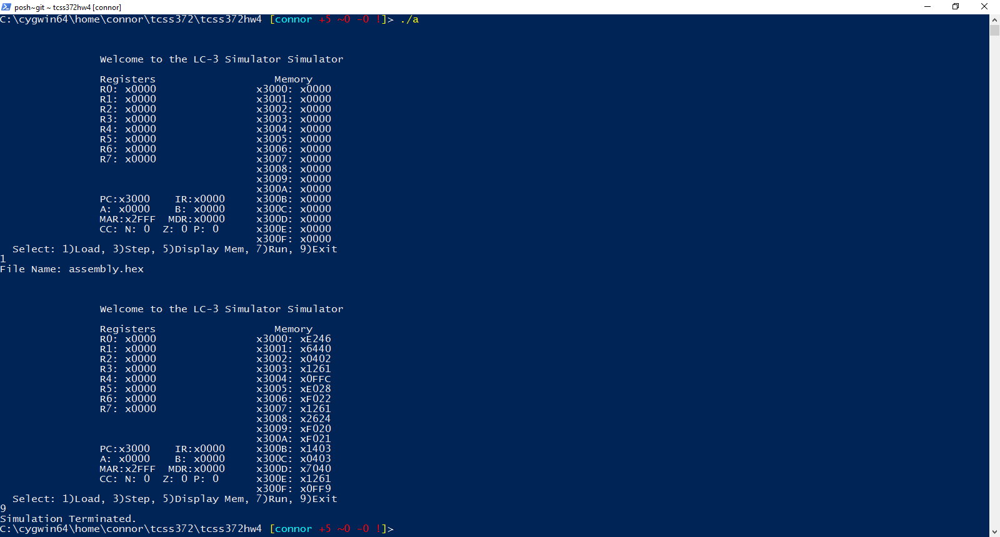 posh~git ~ tcss372hw4 [connor]
C:\cygwin64\home\connor\tcss372\tcss372hw4 [connor +5 ~0 -0 !]> ./a
Welcome to the LC-3 Simulator Simulator
Registers Memory
R0: x0000 x3000: x0000
R1: x0000 x3001: x0000
R2: x0000 x3002: x0000
R3: x0000 x3003: x0000
R4: x0000 x3004: x0000
R5: x0000 x3005: x0000
R6: x0000 x3006: x0000
R7: x0000 x3007: x0000
x3008: x0000
x3009: x0000
x300A: x0000
PC:x3000 IR:x0000 x300B: x0000
A: x0000 B: x0000 x300C: x0000
MAR:x2FFF MDR:x0000 x300D: x0000
CC: N: 0 Z: 0 P: 0 x300E: x0000
x300F: x0000
Select: 1)Load, 3)Step, 5)Display Mem, 7)Run, 9)Exit
1
File Name: assembly.hex
Welcome to the LC-3 Simulator Simulator
Registers Memory
R0: x0000 x3000: xE246
R1: x0000 x3001: x6440
R2: x0000 x3002: x0402
R3: x0000 x3003: x1261
R4: x0000 x3004: x0FFC
R5: x0000 x3005: xE028
R6: x0000 x3006: xF022
R7: x0000 x3007: x1261
x3008: x2624
x3009: xF020
x300A: xF021
PC:x3000 IR:x0000 x300B: x1403
A: x0000 B: x0000 x300C: x0403
MAR:x2FFF MDR:x0000 x300D: x7040
CC: N: 0 Z: 0 P: 0 x300E: x1261
x300F: x0FF9
Select: 1)Load, 3)Step, 5)Display Mem, 7)Run, 9)Exit
9
Simulation Terminated.
C:\cygwin64\home\connor\tcss372\tcss372hw4 [connor +5 ~0 -0 !]>